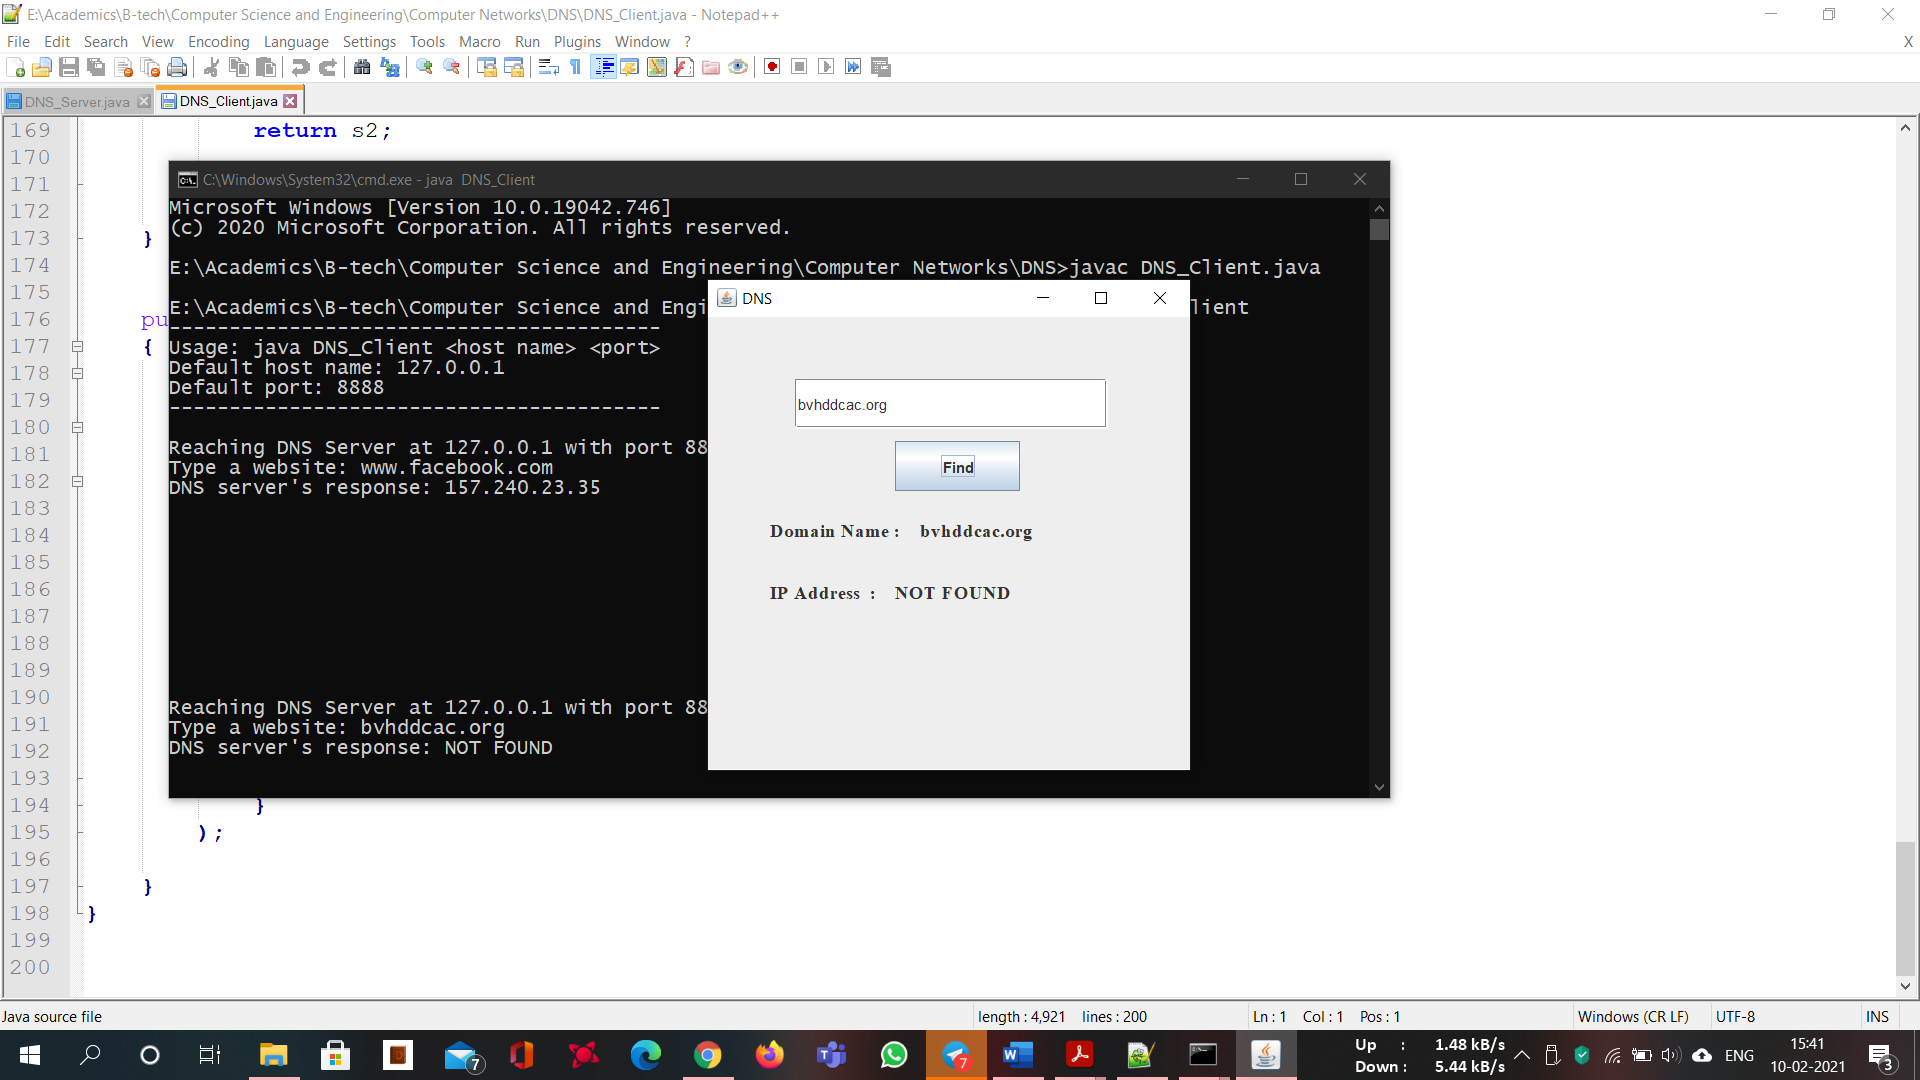 E:\Academics\B-tech\Computer Science and Engineering\Computer Networks\DNS\DNS_Client.java - Notepad++
File Edit Search View Encoding Language Settings Tools Macro Run Plugins Window ? X
DNS_Server.java DNS_Client.java
169 return s2;
170
171
172
173 }
174
175
176 pu
177 {
178
179
180
181
182
183
184
185
186
187
188
189
190
191
192
193
194 }
195 );
196
197 }
198 }
199
200
C:\Windows\System32\cmd.exe - java DNS_Client
Microsoft Windows [Version 10.0.19042.746]
(c) 2020 Microsoft Corporation. All rights reserved.
E:\Academics\B-tech\Computer Science and Engineering\Computer Networks\DNS>javac DNS_Client.java
E:\Academics\B-tech\Computer Science and Engi lient
-----------------------------------------
Usage: java DNS_Client <host name> <port>
Default host name: 127.0.0.1
Default port: 8888
-----------------------------------------
Reaching DNS Server at 127.0.0.1 with port 88
Type a website: www.facebook.com
DNS server's response: 157.240.23.35
Reaching DNS Server at 127.0.0.1 with port 88
Type a website: bvhddcac.org
DNS server's response: NOT FOUND
DNS
bvhddcac.org
Find
Domain Name : bvhddcac.org
IP Address : NOT FOUND
Java source file length : 4,921 lines : 200 Ln : 1 Col : 1 Pos : 1 Windows (CR LF) UTF-8 INS
7 7 Up : 1.48 kB/s
Down : 5.44 kB/s
ENG
15:41
10-02-2021
3